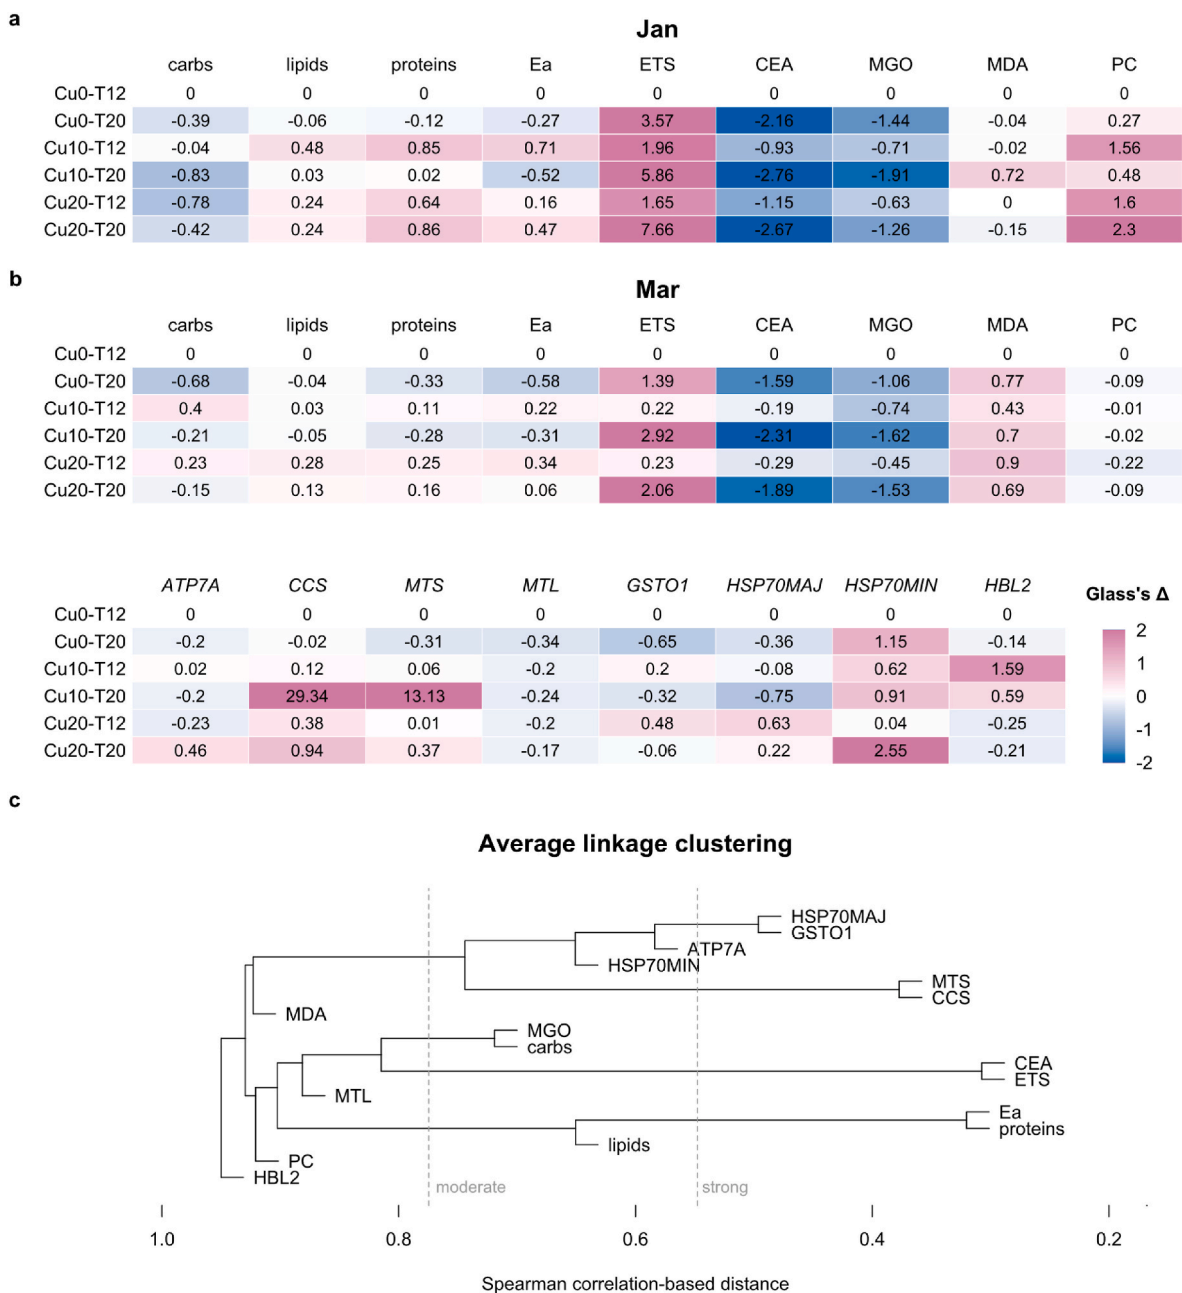 a
Jan
carbs lipids proteins Ea ETS CEA MGO MDA PC
Cu0-T12 0 0 0 0 0 0 0 0 0
Cu0-T20 -0.39 -0.06 -0.12 -0.27 3.57 -2.16 -1.44 -0.04 0.27
Cu10-T12 -0.04 0.48 0.85 0.71 1.96 -0.93 -0.71 -0.02 1.56
Cu10-T20 -0.83 0.03 0.02 -0.52 5.86 -2.76 -1.91 0.72 0.48
Cu20-T12 -0.78 0.24 0.64 0.16 1.65 -1.15 -0.63 0 1.6
Cu20-T20 -0.42 0.24 0.86 0.47 7.66 -2.67 -1.26 -0.15 2.3
b
Mar
carbs lipids proteins Ea ETS CEA MGO MDA PC
Cu0-T12 0 0 0 0 0 0 0 0 0
Cu0-T20 -0.68 -0.04 -0.33 -0.58 1.39 -1.59 -1.06 0.77 -0.09
Cu10-T12 0.4 0.03 0.11 0.22 0.22 -0.19 -0.74 0.43 -0.01
Cu10-T20 -0.21 -0.05 -0.28 -0.31 2.92 -2.31 -1.62 0.7 -0.02
Cu20-T12 0.23 0.28 0.25 0.34 0.23 -0.29 -0.45 0.9 -0.22
Cu20-T20 -0.15 0.13 0.16 0.06 2.06 -1.89 -1.53 0.69 -0.09
ATP7A CCS MTS MTL GSTO1 HSP70MAJ HSP70MIN HBL2
Cu0-T12 0 0 0 0 0 0 0 0
Cu0-T20 -0.2 -0.02 -0.31 -0.34 -0.65 -0.36 1.15 -0.14
Cu10-T12 0.02 0.12 0.06 -0.2 0.2 -0.08 0.62 1.59
Cu10-T20 -0.2 29.34 13.13 -0.24 -0.32 -0.75 0.91 0.59
Cu20-T12 -0.23 0.38 0.01 -0.2 0.48 0.63 0.04 -0.25
Cu20-T20 0.46 0.94 0.37 -0.17 -0.06 0.22 2.55 -0.21
Glass's Δ
2
1
0
-1
-2
c
Average linkage clustering
HSP70MAJ
GSTO1
ATP7A
HSP70MIN
MTS
CCS
MDA
MGO
carbs
CEA
ETS
MTL
Ea
proteins
lipids
PC
HBL2
moderate strong
1.0 0.8 0.6 0.4 0.2
Spearman correlation-based distance